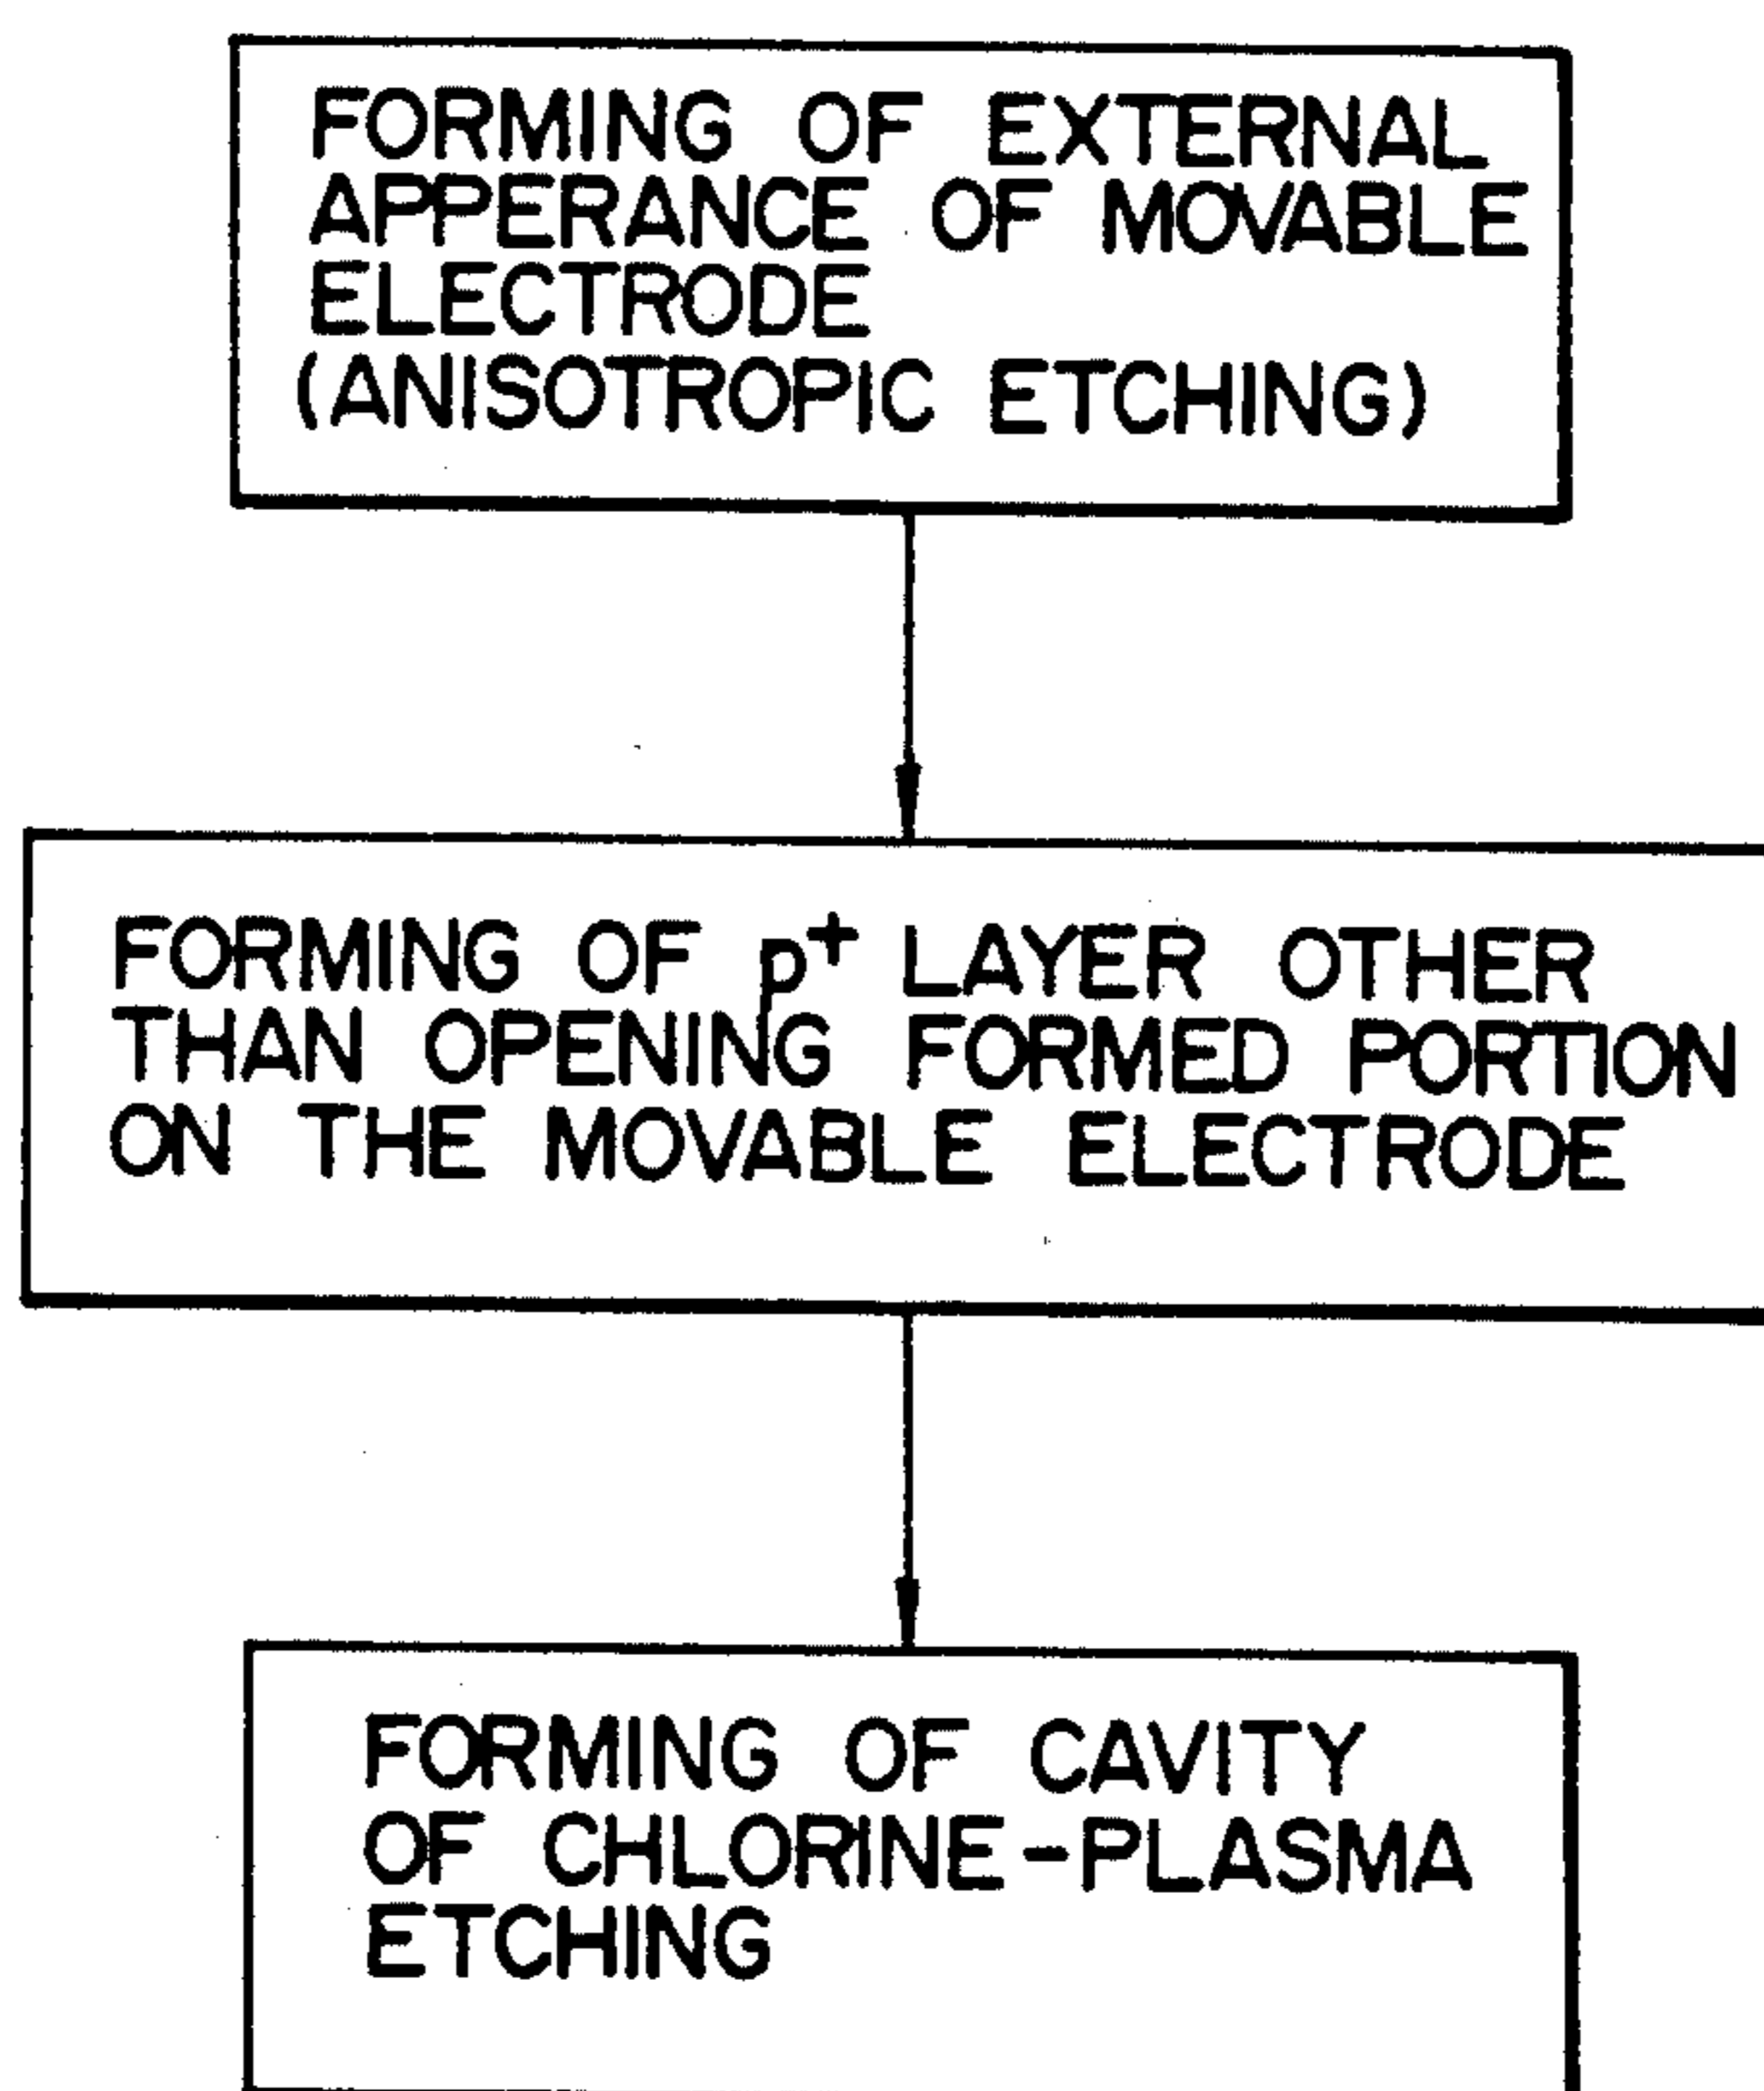 FORMING OF EXTERNAL
APPERANCE OF MOVABLE
ELECTRODE
(ANISOTROPIC ETCHING)
FORMING OF p+ LAYER OTHER
THAN OPENING FORMED PORTION
ON THE MOVABLE ELECTRODE
FORMING OF CAVITY
OF CHLORINE-PLASMA
ETCHING